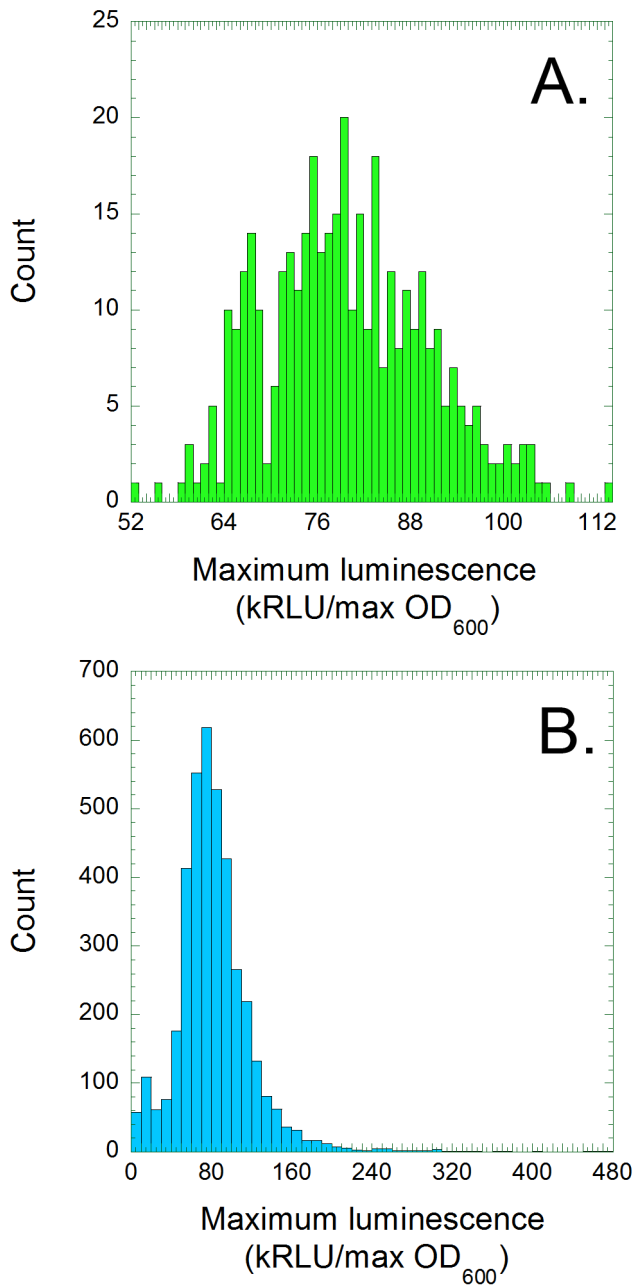 25
A.
20
15
Count
10
5
0
52 64 76 88 100 112
Maximum luminescence
(kRLU/max OD600)
700
B.
600
500
400
Count
300
200
100
0
0 80 160 240 320 400 480
Maximum luminescence
(kRLU/max OD600)